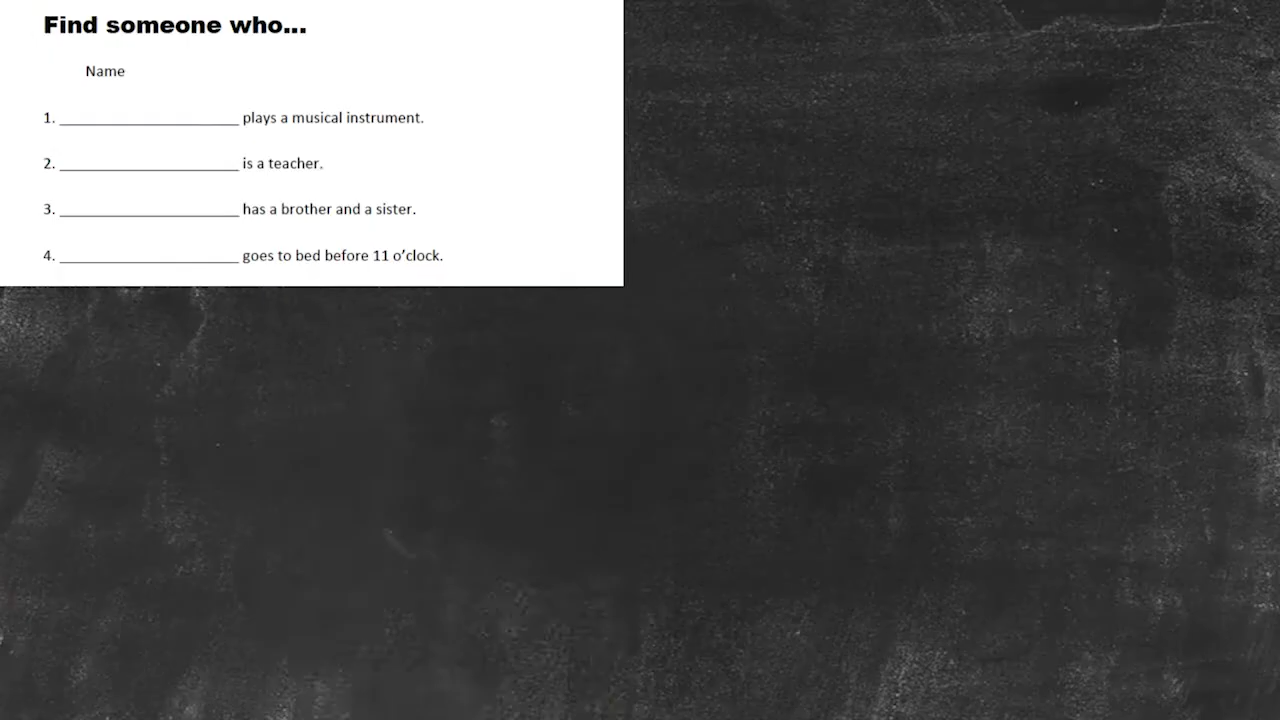 Find someone who...
Name
1. ______________________ plays a musical instrument.
2. ______________________ is a teacher.
3. ______________________ has a brother and a sister.
4. ______________________ goes to bed before 11 o’clock.